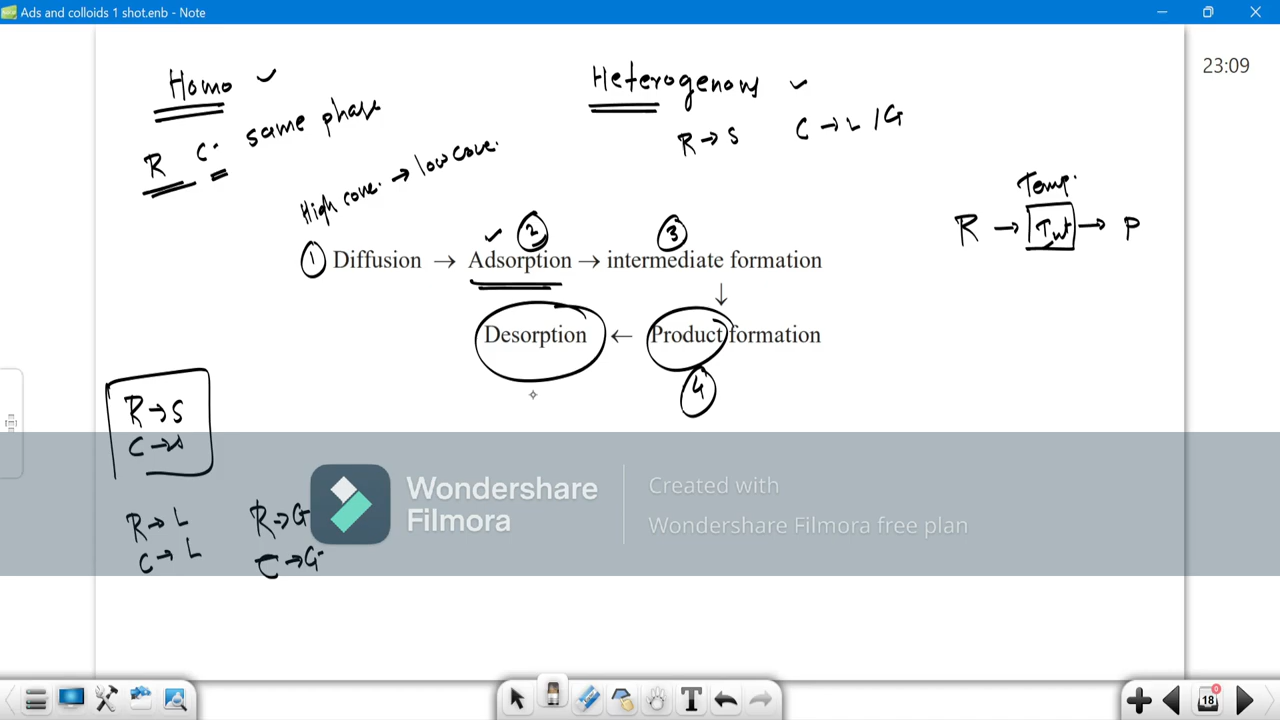 Ads and colloids 1 shot.enb - Note
23:09
Homo
Heterogenous
R C. same phase
R → S C → L / G
High conc. → low conc.
Temp.
R → Int → P
1 Diffusion → Adsorption 2 → intermediate formation 3
↓
Desorption ← Product formation
4
R → S
C → S
R → L R → G
C → L C → G
Wondershare
Filmora
Created with
Wondershare Filmora free plan
T
18
0